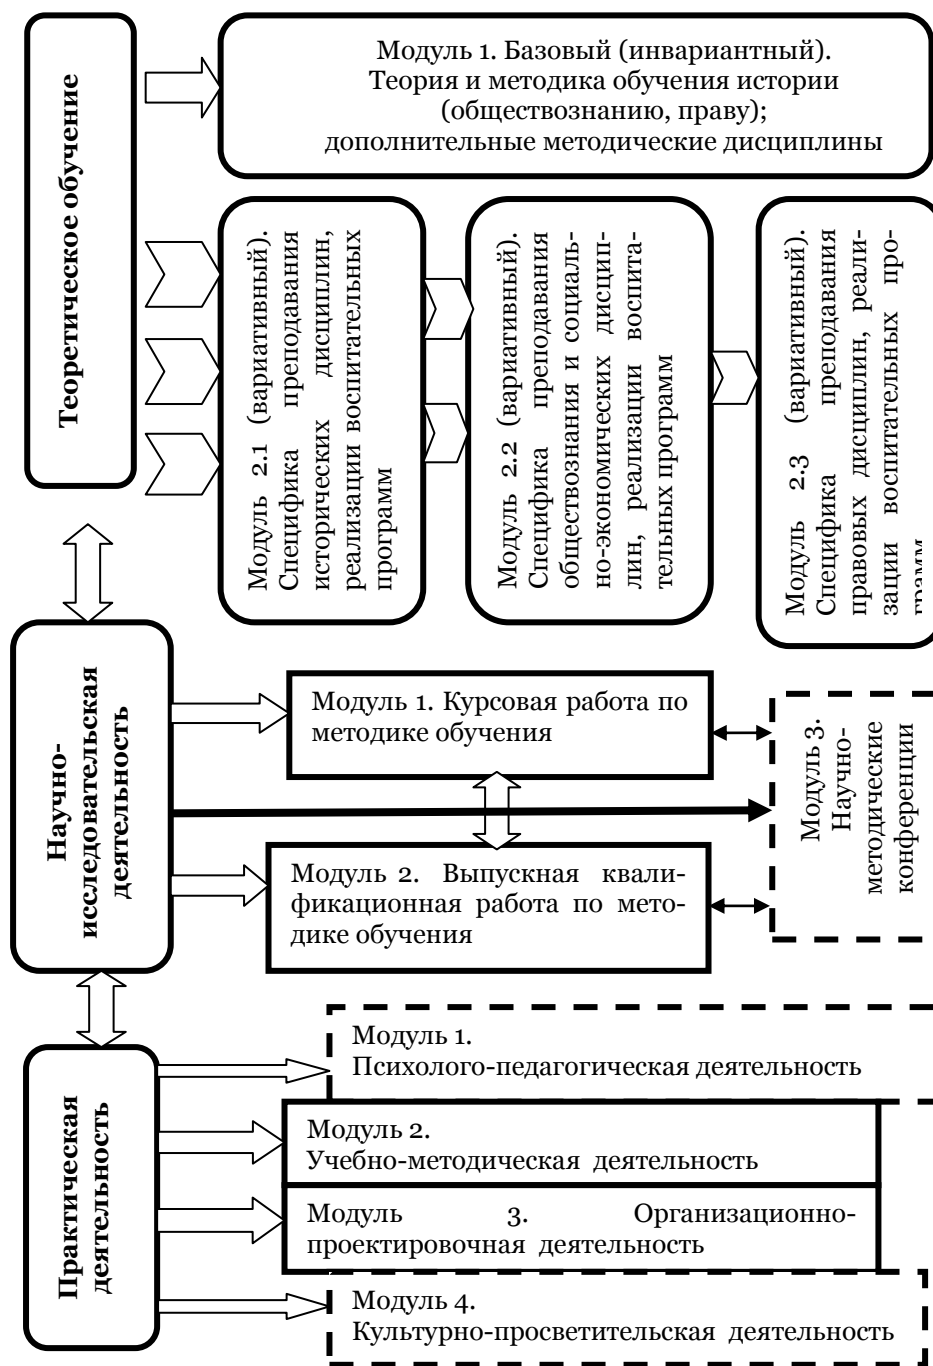 Теоретическое обучение
Модуль 1. Базовый (инвариантный).
Теория и методика обучения истории
(обществознанию, праву);
дополнительные методические дисциплины
Модуль 2.1 (вариативный).
Специфика преподавания
исторических дисциплин,
реализации воспитательных
программ
Модуль 2.2 (вариативный).
Специфика преподавания
обществознания и социаль-
но-экономических дисцип-
лин, реализации воспита-
тельных программ
Модуль 2.3 (вариативный).
Специфика преподавания
правовых дисциплин, реали-
зации воспитательных про-
грамм
Научно-
исследовательская
деятельность
Модуль 1. Курсовая работа по
методике обучения
Модуль 2. Выпускная квали-
фикационная работа по мето-
дике обучения
Модуль 3.
Научно-
методические
конференции
Практическая
деятельность
Модуль 1.
Психолого-педагогическая деятельность
Модуль 2.
Учебно-методическая деятельность
Модуль 3. Организационно-
проектировочная деятельность
Модуль 4.
Культурно-просветительская деятельность